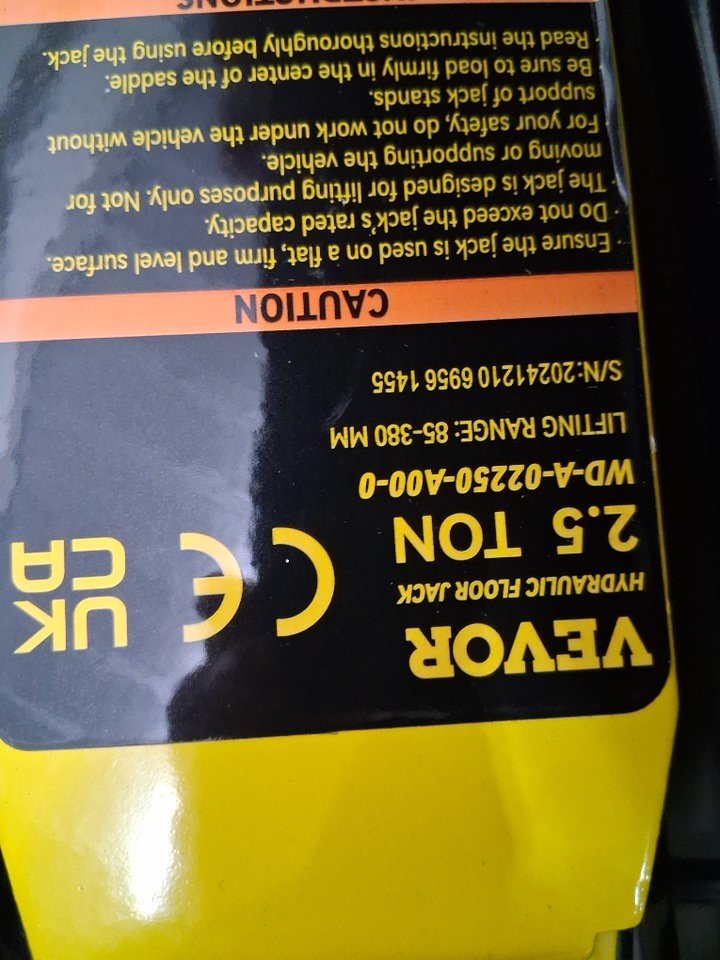 VEVOR
HYDRAULIC FLOOR JACK
2.5 TON
CE
UK
CA
WD-A-02250-A00-0
LIFTING RANGE: 85-380 MM
S/N:20241210 6956 1455
CAUTION
· Ensure the jack is used on a flat, firm and level surface.
· Do not exceed the jack's rated capacity.
· The jack is designed for lifting purposes only. Not for
moving or supporting the vehicle.
· For your safety, do not work under the vehicle without
support of jack stands.
· Be sure to load firmly in the center of the saddle.
· Read the instructions thoroughly before using the jack.
INSTRUCTIONS